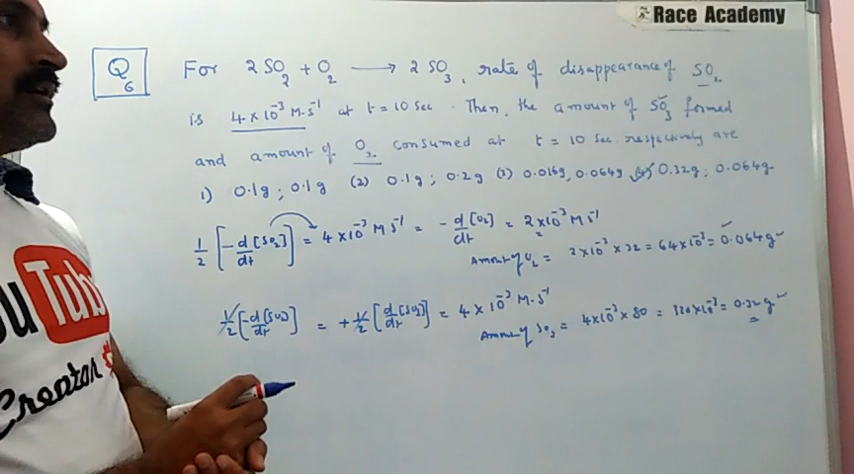 Race Academy
Q6 For 2SO2 + O2 → 2SO3, rate of disappearance of SO2
is 4×10⁻³ M·s⁻¹ at t = 10 sec. Then, the amount of SO3 formed
and amount of O2 consumed at t = 10 sec respectively are
1) 0.1g ; 0.1g (2) 0.1g ; 0.2g (3) 0.016g, 0.064g (4) 0.32g ; 0.064g
1/2 [-d[SO2]/dt] = 4×10⁻³ M s⁻¹ = -d[O2]/dt = 2×10⁻³ M s⁻¹
Amount of O2 = 2×10⁻³ × 32 = 64×10⁻³ = 0.064g
1/2 [-d[SO2]/dt] = +1/2 [d[SO3]/dt] = 4×10⁻³ M·s⁻¹
Amount of SO3 = 4×10⁻³ × 80 = 320×10⁻³ = 0.32g
ou
Tub
Creator